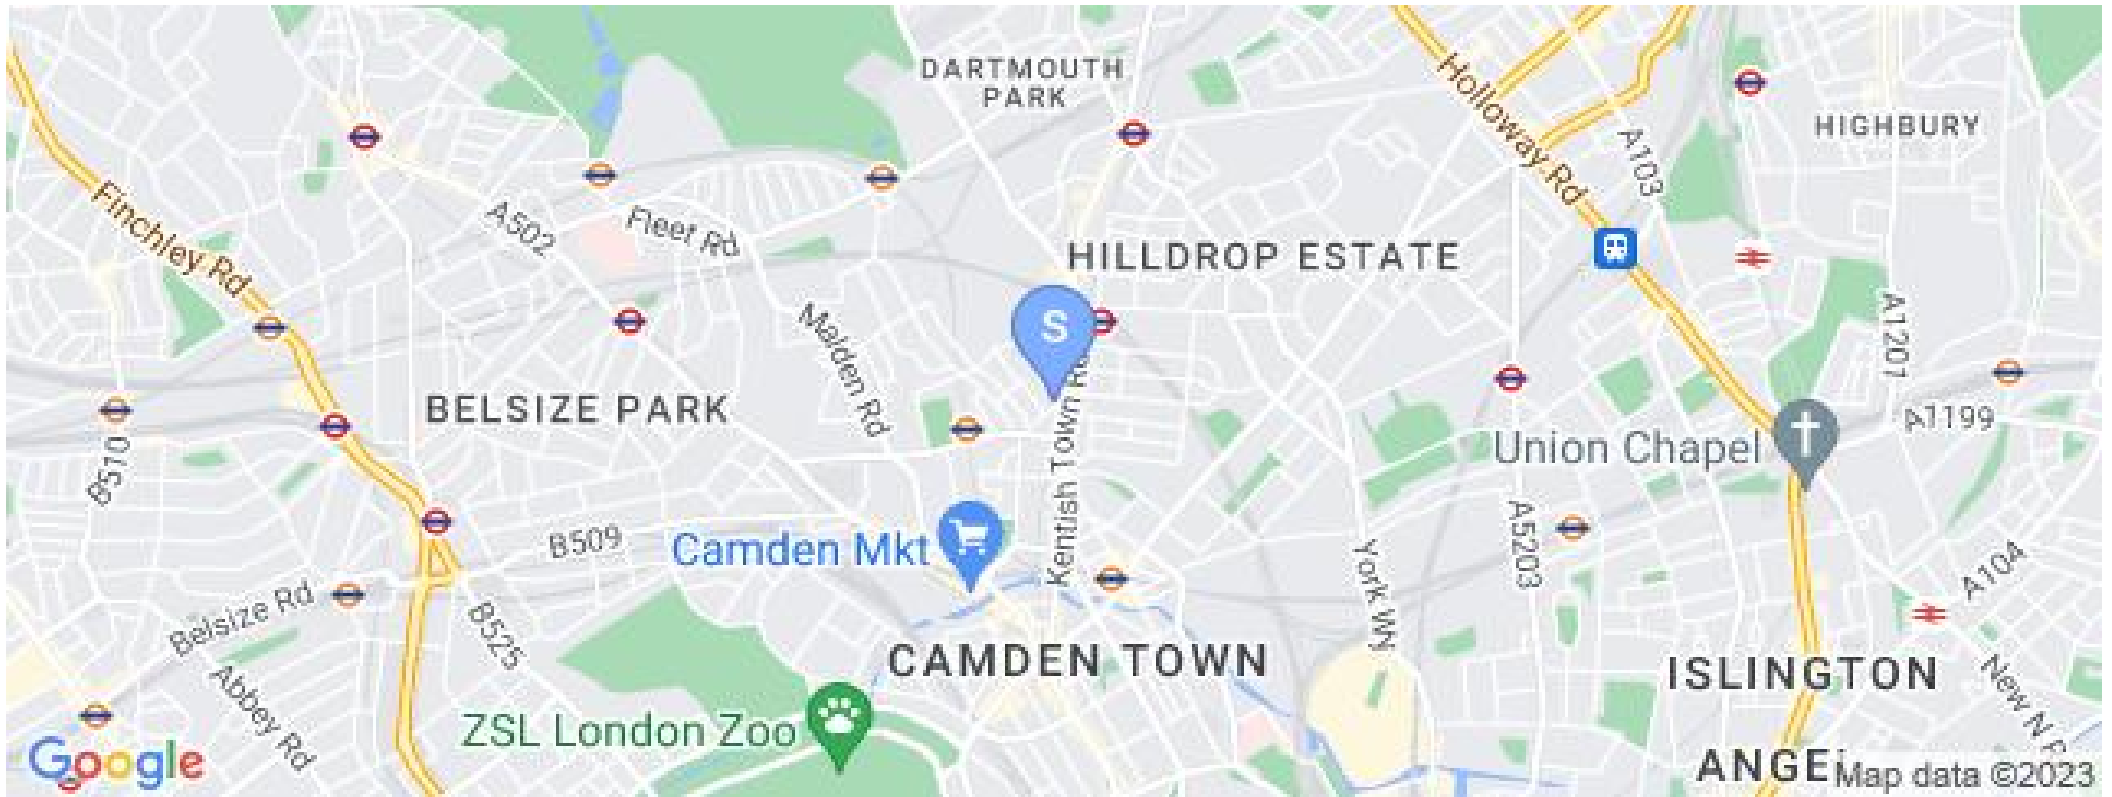 DARTMOUTH
PARK
Holloway Rd
A103
HIGHBURY
Finchley Rd
A502
Fleet Rd
HILLDROP ESTATE
S
A1201
Malden Rd
BELSIZE PARK
Kentish Town Rd
Union Chapel
A1199
B510
A5203
B509
Camden Mkt
York Wy
A104
Belsize Rd
B525
CAMDEN TOWN
ISLINGTON
Abbey Rd
New N
ZSL London Zoo
Google
ANGE
Map data ©2023